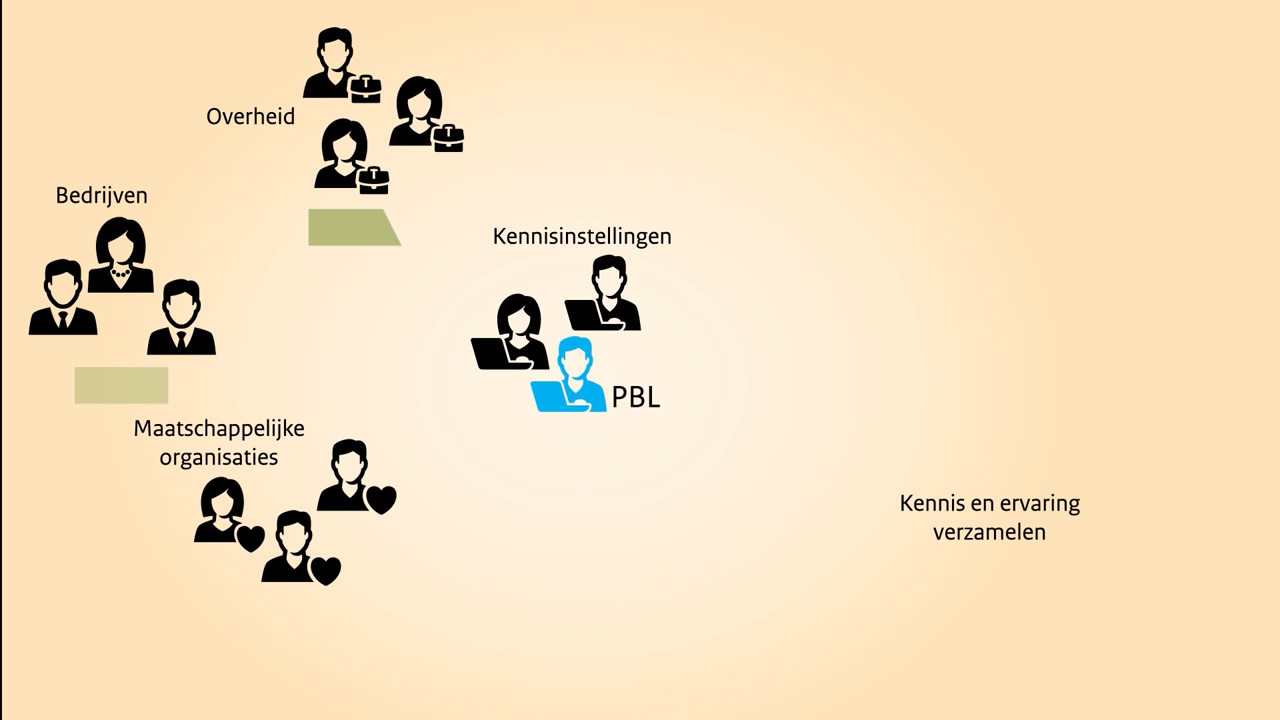 Overheid
Bedrijven
Kennisinstellingen
PBL
Maatschappelijke
organisaties
Kennis en ervaring
verzamelen